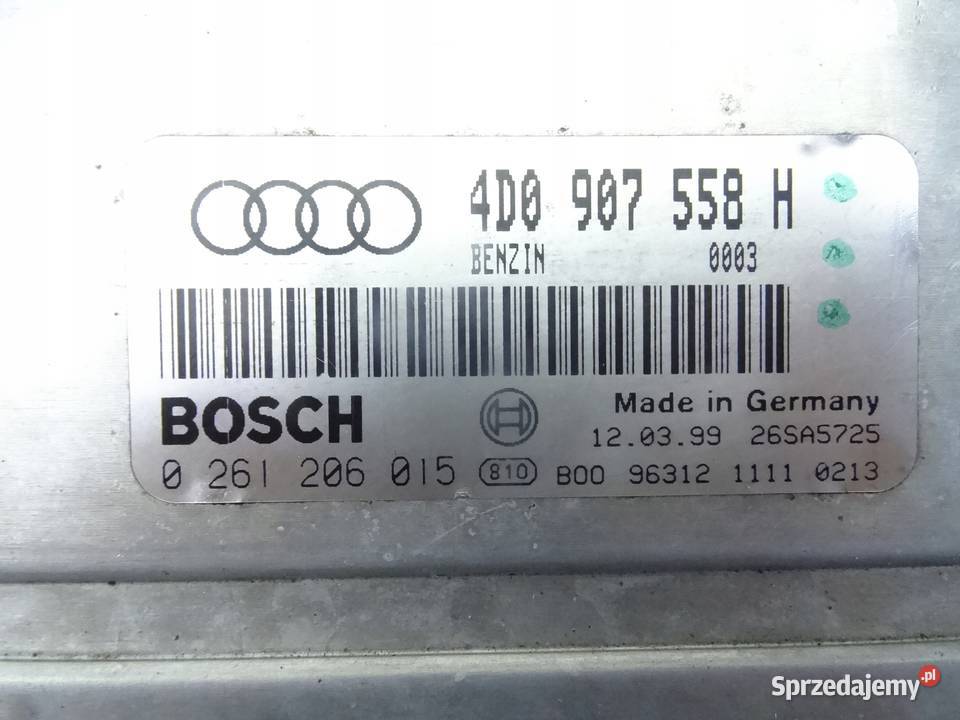 4D0 907 558 H
BENZIN 0003
BOSCH
Made in Germany
12.03.99 26SA5725
0 261 206 015 810 B00 96312 1111 0213
Sprzedajemy.pl